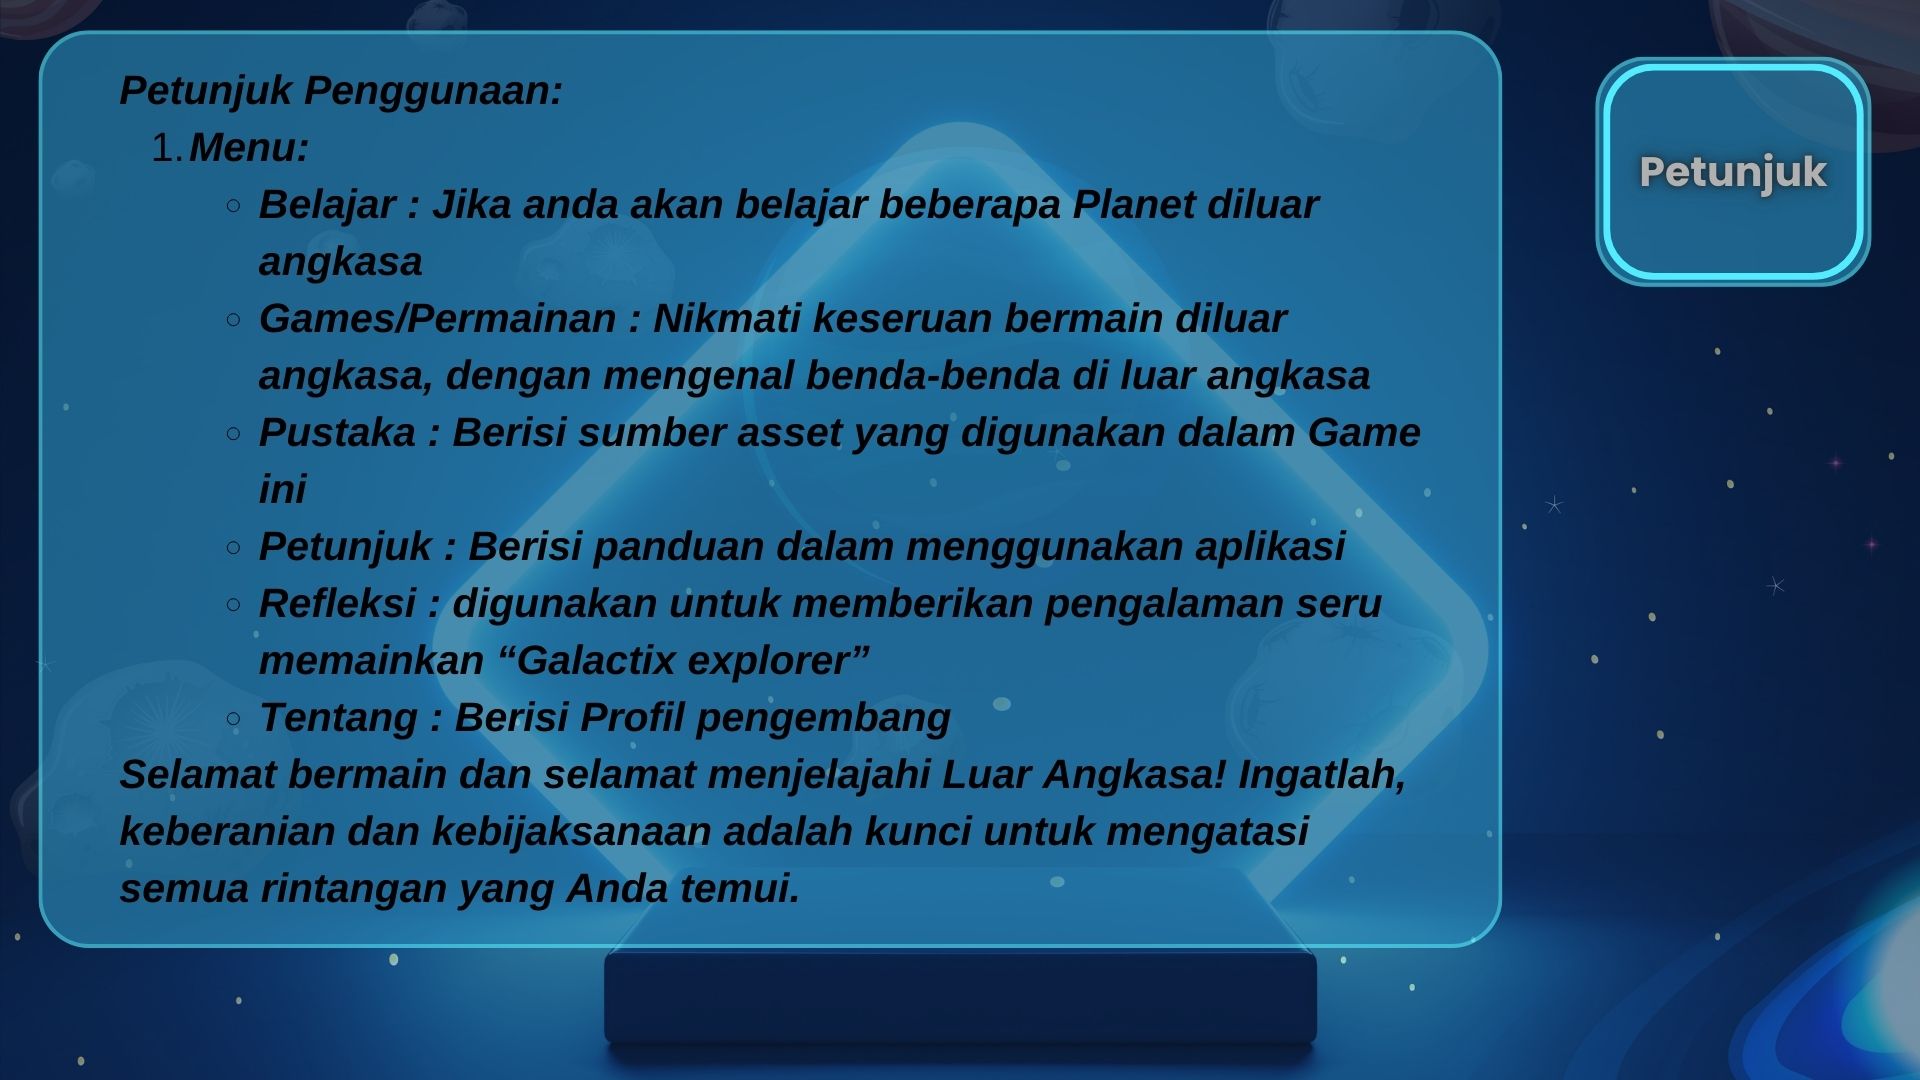 Petunjuk Penggunaan:
1. Menu:
○ Belajar : Jika anda akan belajar beberapa Planet diluar
angkasa
○ Games/Permainan : Nikmati keseruan bermain diluar
angkasa, dengan mengenal benda-benda di luar angkasa
○ Pustaka : Berisi sumber asset yang digunakan dalam Game
ini
○ Petunjuk : Berisi panduan dalam menggunakan aplikasi
○ Refleksi : digunakan untuk memberikan pengalaman seru
memainkan “Galactix explorer”
○ Tentang : Berisi Profil pengembang
Selamat bermain dan selamat menjelajahi Luar Angkasa! Ingatlah,
keberanian dan kebijaksanaan adalah kunci untuk mengatasi
semua rintangan yang Anda temui.
Petunjuk